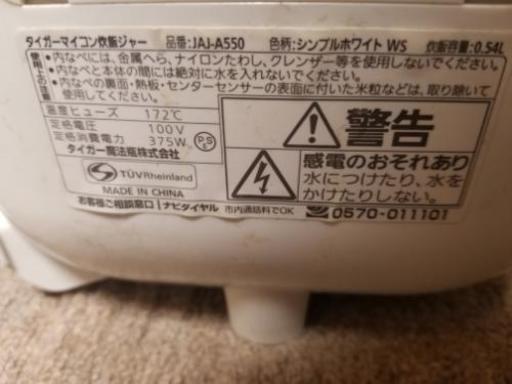 タイガーマイコン炊飯ジャー 品番:JAJ-A550 色柄:シンプルホワイト WS 炊飯容量:0.54L
使用上の注意
・内なべには、金属へら、ナイロンたわし、クレンザー等を使用しないでください。
・内なべと本体の間には絶対に水を入れないでください。
・内なべの裏面・熱板・センターセンサーの表面に付いた米粒などは、取り除いて
使用してください。
温度ヒューズ 172℃
定格電圧 100V
定格消費電力 375W
PSE
タイガー魔法瓶株式会社
TÜVRheinland
MADE IN CHINA
お客様ご相談窓口 ナビダイヤル 市内通話料でOK 0570-011101
警告
感電のおそれあり
水につけたり、水を
かけたりしない。